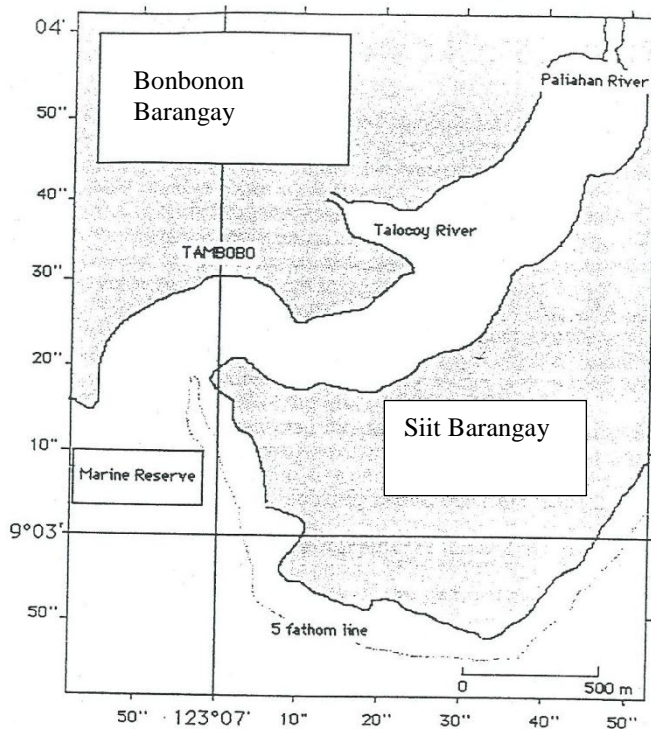 04'
Bonbonon
Barangay
Paliahan River
50''
40''
Talocoy River
TAMBOBO
30''
20''
Siit Barangay
10''
Marine Reserve
9°03'
50''
5 fathom line
0 500 m
50'' 123°07' 10'' 20'' 30'' 40'' 50''